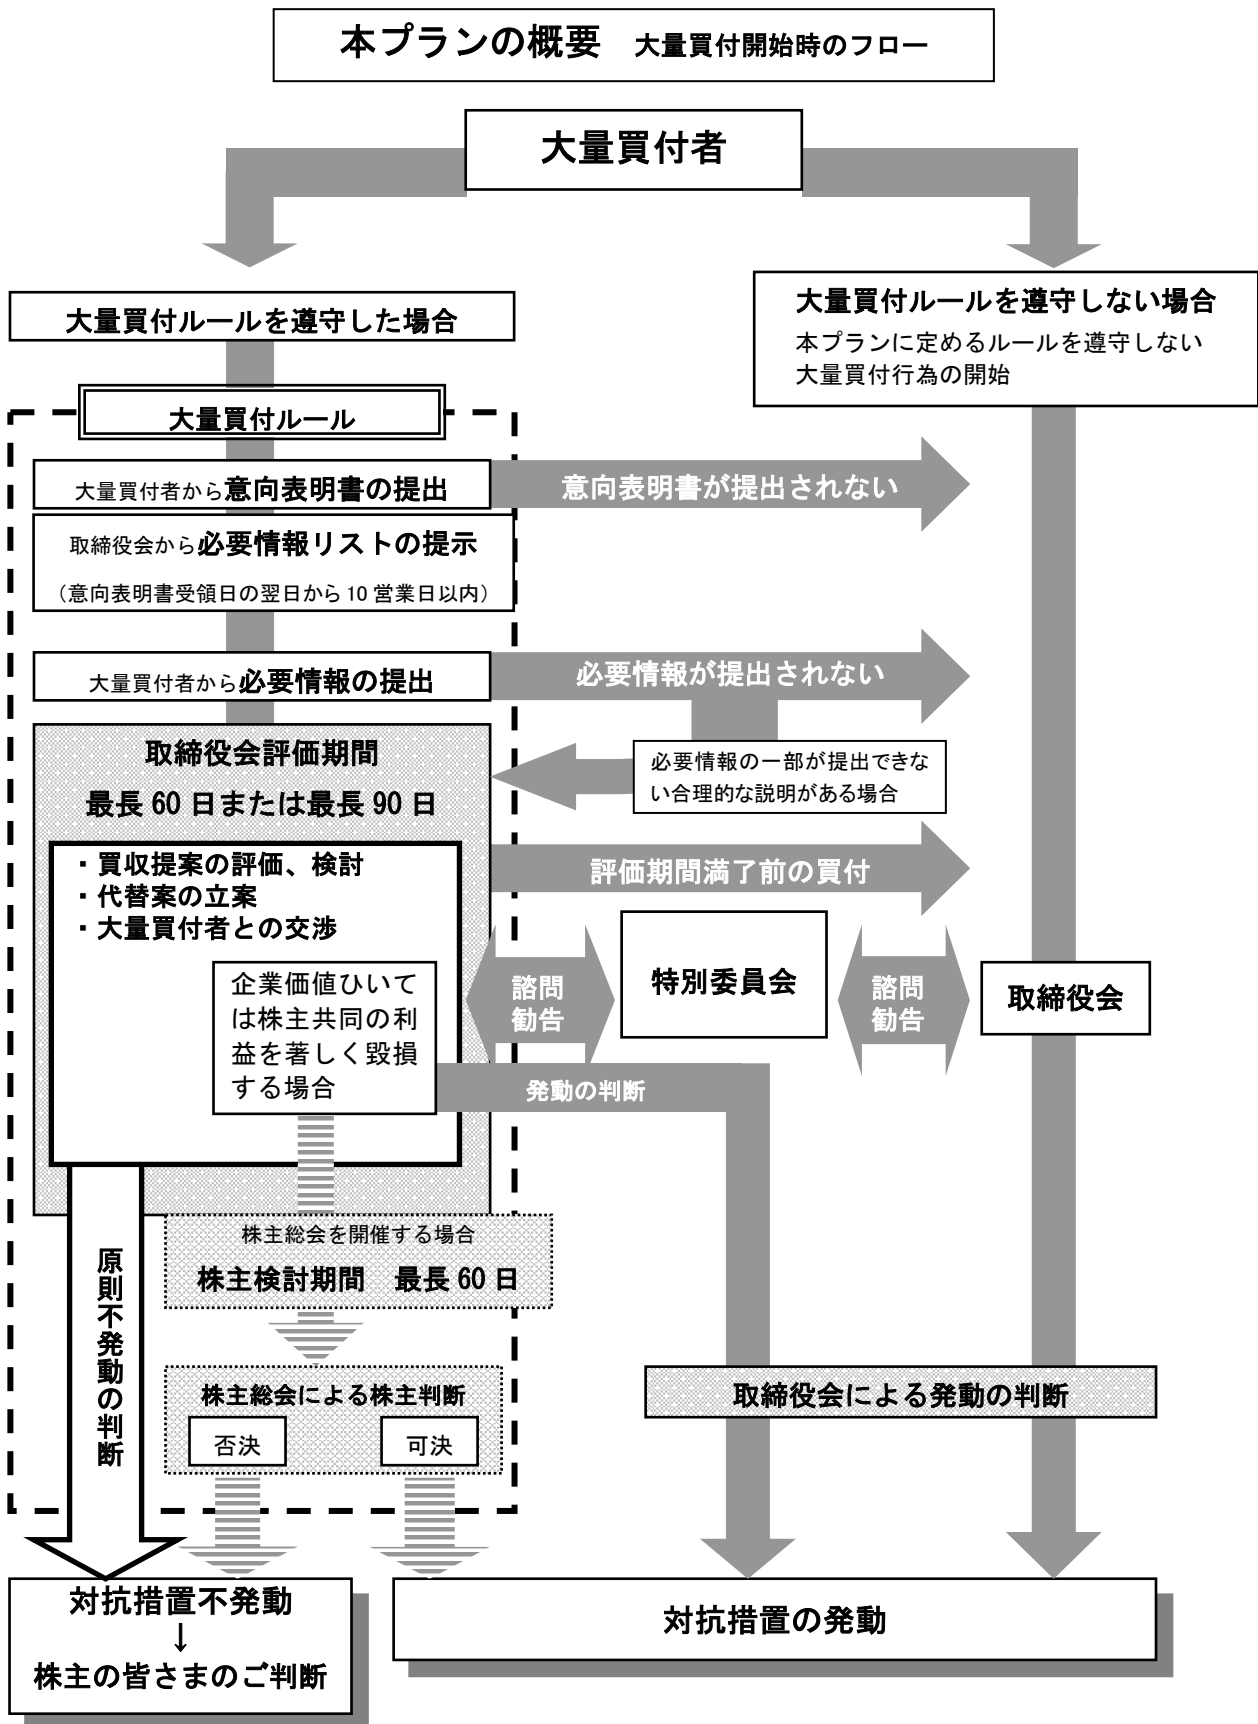 本プランの概要 大量買付開始時のフロー
大量買付者
大量買付ルールを遵守した場合
大量買付ルールを遵守しない場合
本プランに定めるルールを遵守しない
大量買付行為の開始
大量買付ルール
大量買付者から意向表明書の提出
意向表明書が提出されない
取締役会から必要情報リストの提示
（意向表明書受領日の翌日から10営業日以内）
大量買付者から必要情報の提出
必要情報が提出されない
取締役会評価期間
最長60日または最長90日
必要情報の一部が提出できな
い合理的な説明がある場合
・買収提案の評価、検討
・代替案の立案
・大量買付者との交渉
評価期間満了前の買付
企業価値ひいて
は株主共同の利
益を著しく毀損
する場合
諮問
勧告
特別委員会
諮問
勧告
取締役会
発動の判断
株主総会を開催する場合
株主検討期間 最長60日
原則不発動の判断
株主総会による株主判断
否決
可決
取締役会による発動の判断
対抗措置不発動
↓
株主の皆さまのご判断
対抗措置の発動